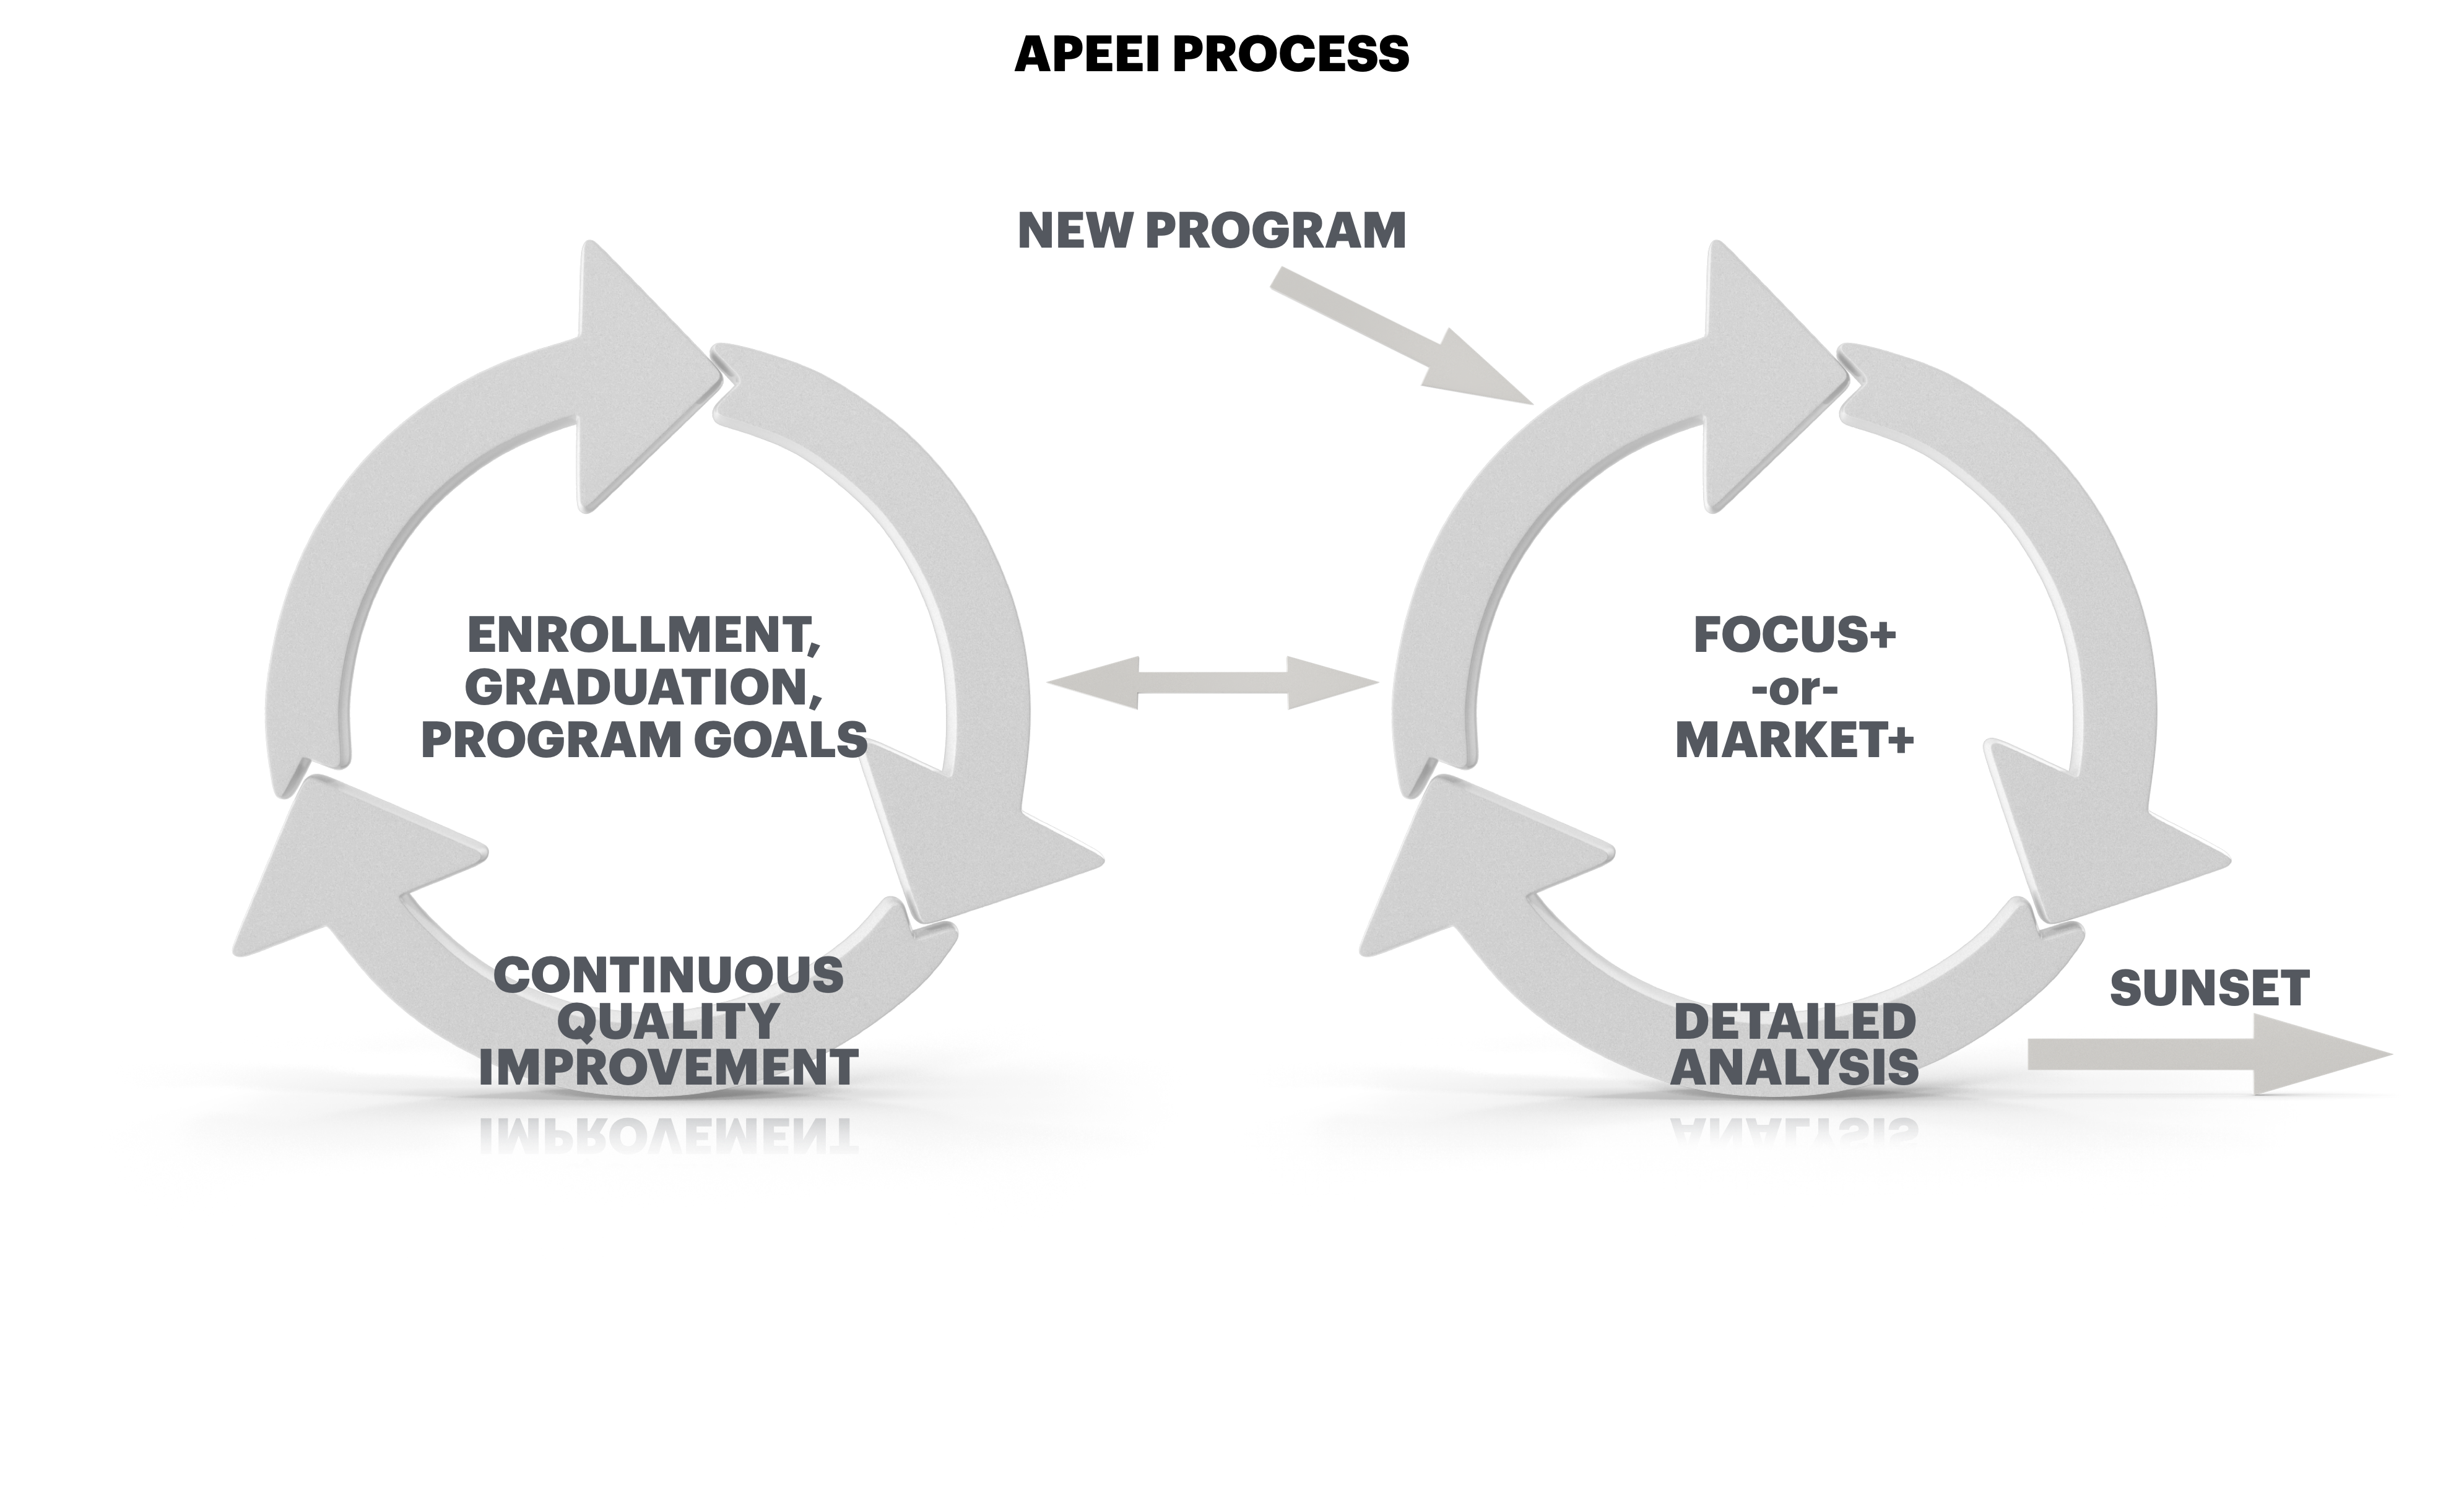 APEEI PROCESS
NEW PROGRAM
ENROLLMENT,
GRADUATION,
PROGRAM GOALS
FOCUS+
-or-
MARKET+
CONTINUOUS
QUALITY
IMPROVEMENT
DETAILED
ANALYSIS
SUNSET